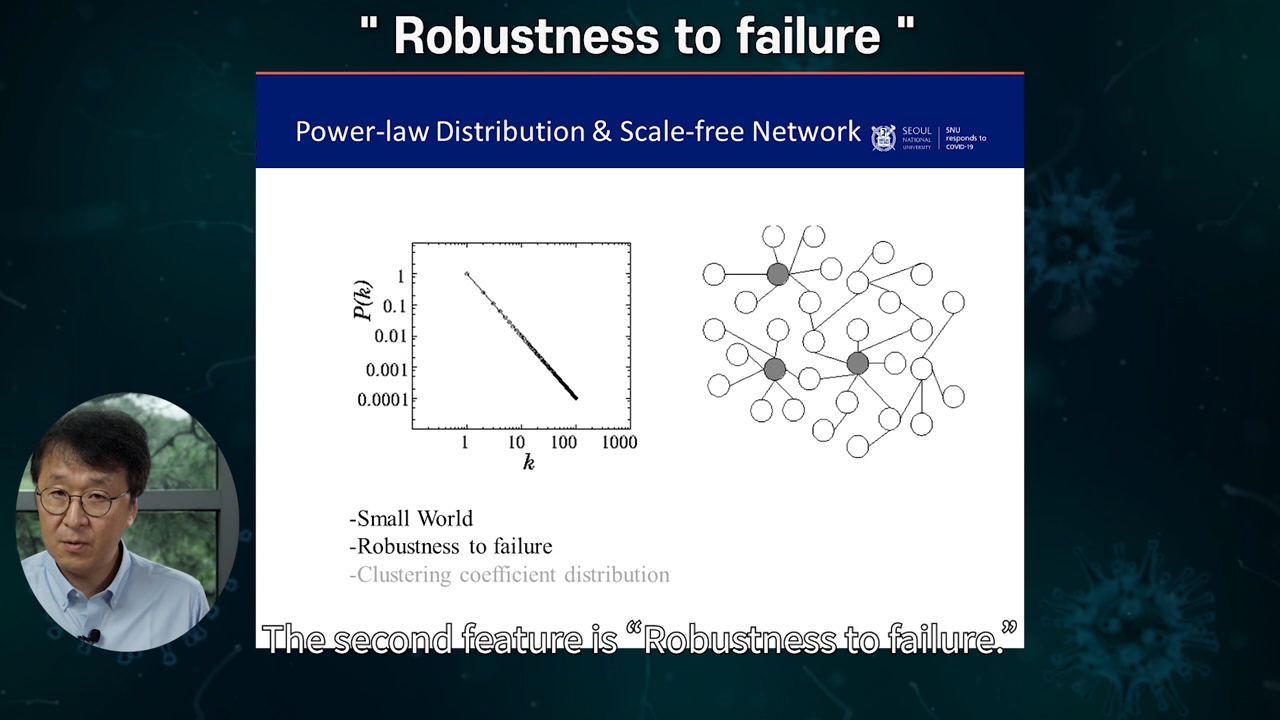 " Robustness to failure "
Power-law Distribution & Scale-free Network
SEOUL
NATIONAL
UNIVERSITY
SNU
responds to
COVID-19
P(k)
1
0.1
0.01
0.001
0.0001
1 10 100 1000
k
-Small World
-Robustness to failure
-Clustering coefficient distribution
The second feature is “Robustness to failure.”